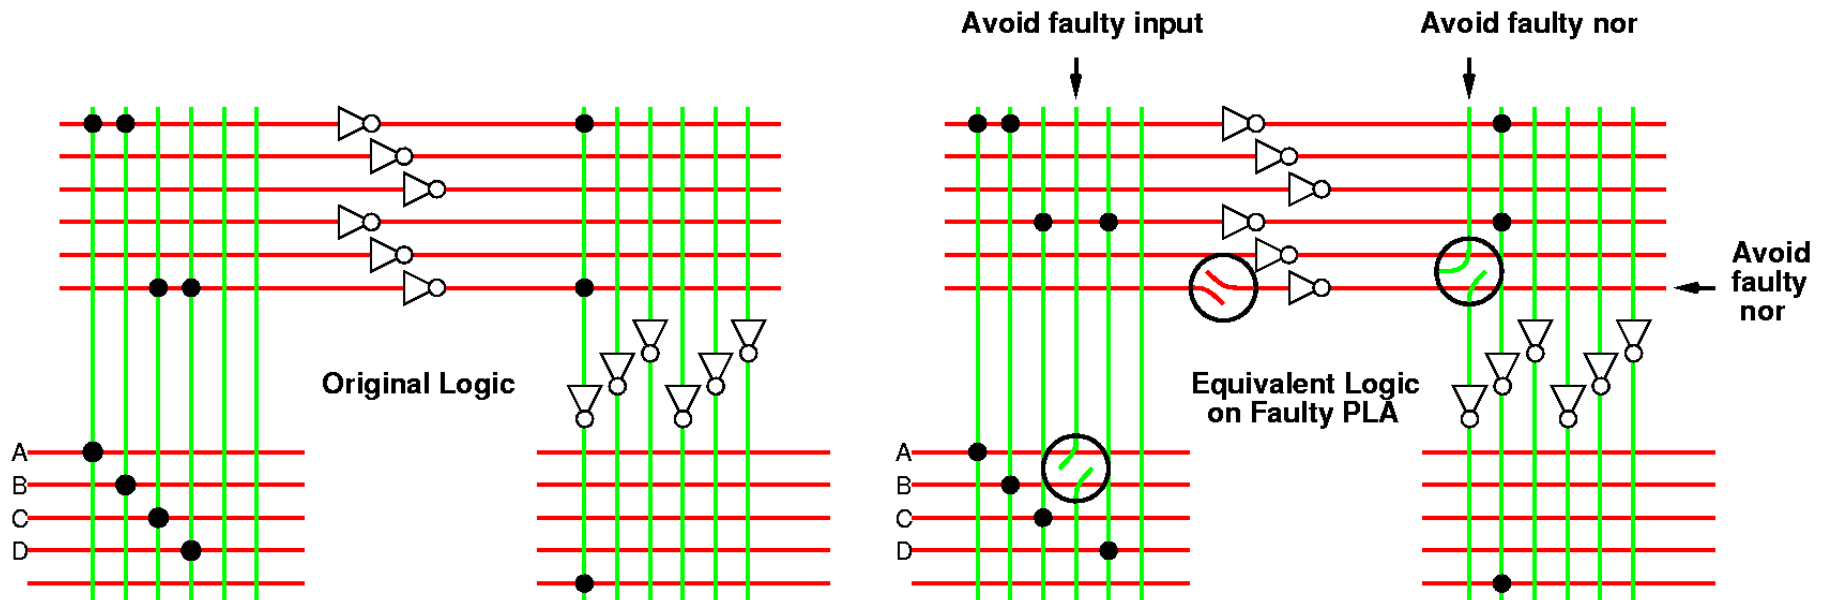 Avoid faulty input
Avoid faulty nor
Avoid
faulty
nor
Original Logic
Equivalent Logic
on Faulty PLA
A
B
C
D
A
B
C
D